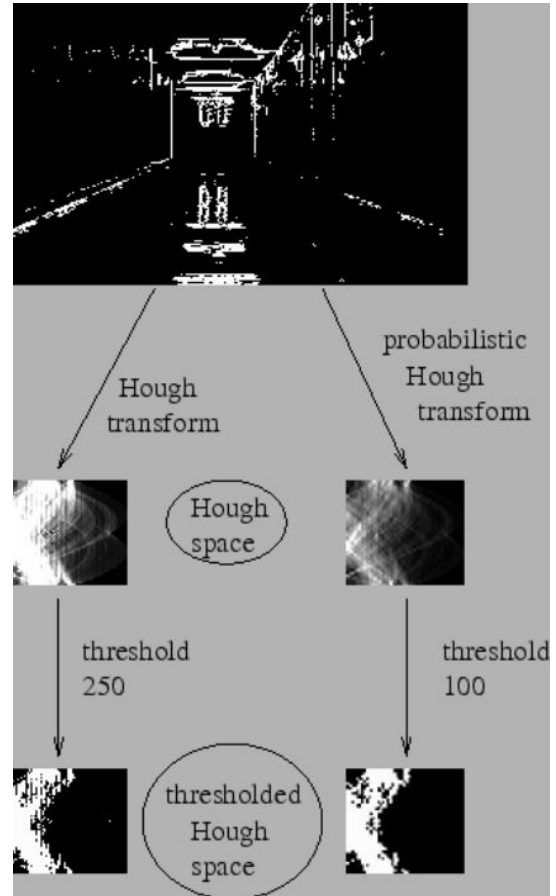 Hough
transform
probabilistic
Hough
transform
Hough
space
threshold
250
threshold
100
thresholded
Hough
space